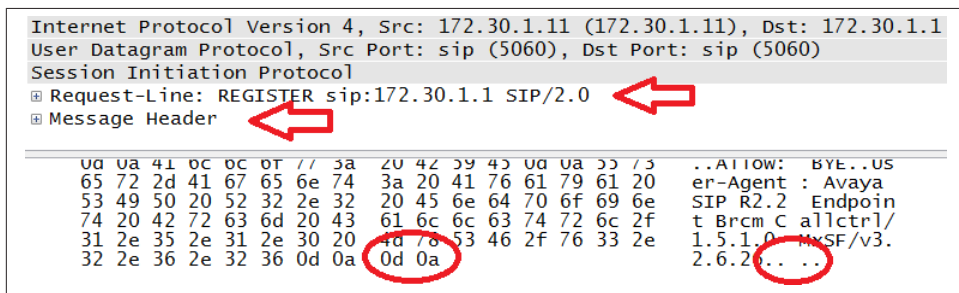 Internet Protocol Version 4, Src: 172.30.1.11 (172.30.1.11), Dst: 172.30.1.1
User Datagram Protocol, Src Port: sip (5060), Dst Port: sip (5060)
Session Initiation Protocol
Request-Line: REGISTER sip:172.30.1.1 SIP/2.0
Message Header
0d 0a 41 6c 6c 6f 77 3a 20 42 59 45 0d 0a 55 73 ..Allow: BYE..Us
65 72 2d 41 67 65 6e 74 3a 20 41 76 61 79 61 20 er-Agent : Avaya
53 49 50 20 52 32 2e 32 20 45 6e 64 70 6f 69 6e SIP R2.2 Endpoin
74 20 42 72 63 6d 20 43 61 6c 6c 63 74 72 6c 2f t Brcm C allctrl/
31 2e 35 2e 31 2e 30 20 4d 78 53 46 2f 76 33 2e 1.5.1.0 MxSF/v3.
32 2e 36 2e 32 36 0d 0a 0d 0a 2.6.26.. ..